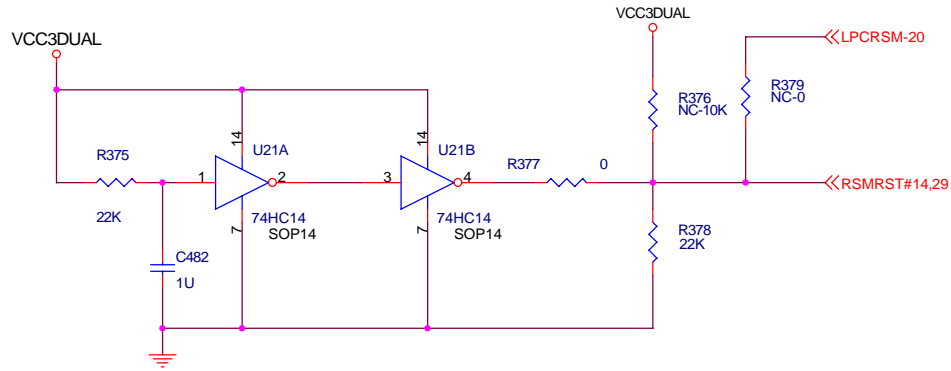 VCC3DUAL
VCC3DUAL
LPCRSM-20
R376
NC-10K
R379
NC-0
14
14
R375
U21A
U21B
R377
0
1
2
3
4
RSMRST#14,29
22K
74HC14
SOP14
7
74HC14
SOP14
7
R378
22K
C482
1U